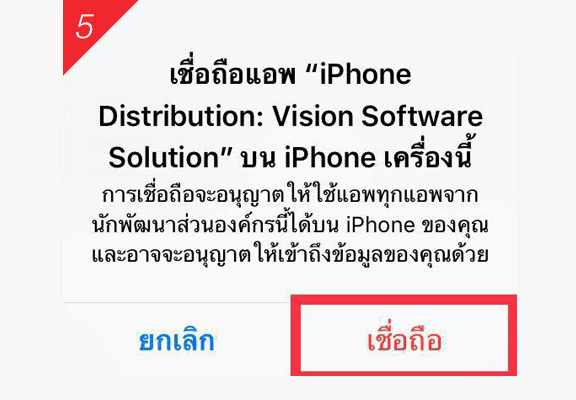 5
เชื่อถือแอพ “iPhone
Distribution: Vision Software
Solution” บน iPhone เครื่องนี้
การเชื่อถือจะอนุญาตให้ใช้แอพทุกแอพจาก
นักพัฒนาส่วนองค์กรนี้ได้บน iPhone ของคุณ
และอาจจะอนุญาตให้เข้าถึงข้อมูลของคุณด้วย
ยกเลิก
เชื่อถือ